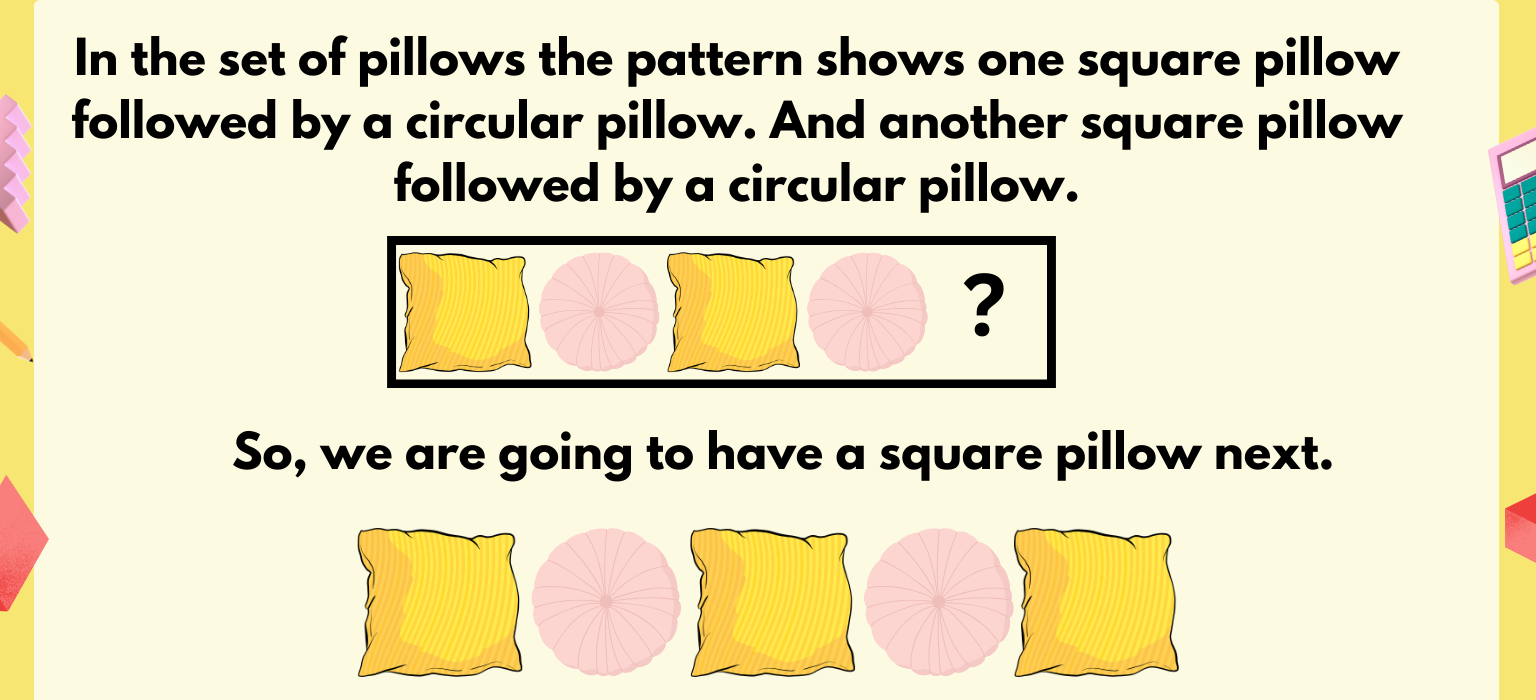 In the set of pillows the pattern shows one square pillow
followed by a circular pillow. And another square pillow
followed by a circular pillow.
?
So, we are going to have a square pillow next.